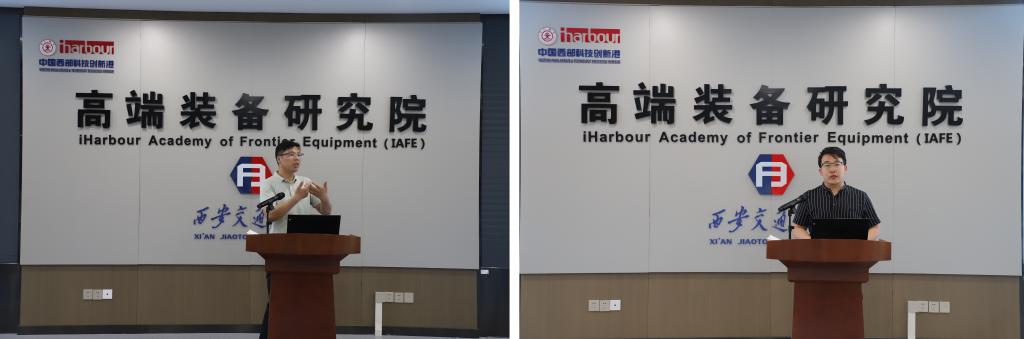 iHarbour
中国西部科技创新港
高端装备研究院
iHarbour Academy of Frontier Equipment (IAFE)
西安交通
XI'AN JIAOTO
iHarbour
中国西部科技创新港
高端装备研究院
iHarbour Academy of Frontier Equipment (IAFE)
西安交通
XI'AN JIAOTO